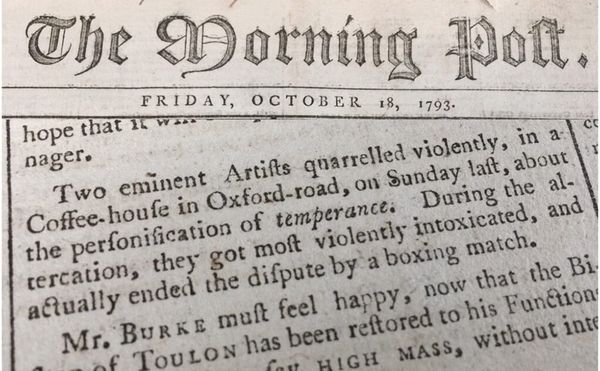 The Morning Poſt.
FRIDAY, OCTOBER 18, 1793.
hope that it
nager.
Two eminent Artiſts quarrelled violently, in a
Coffee-houſe in Oxford-road, on Sunday laſt, about
the perſonification of temperance. During the al-
tercation, they got moſt violently intoxicated, and
actually ended the diſpute by a boxing match.
Mr. BURKE muſt feel happy, now that the Bi-
of TOULON has been reſtored to his Function
HIGH MASS, without